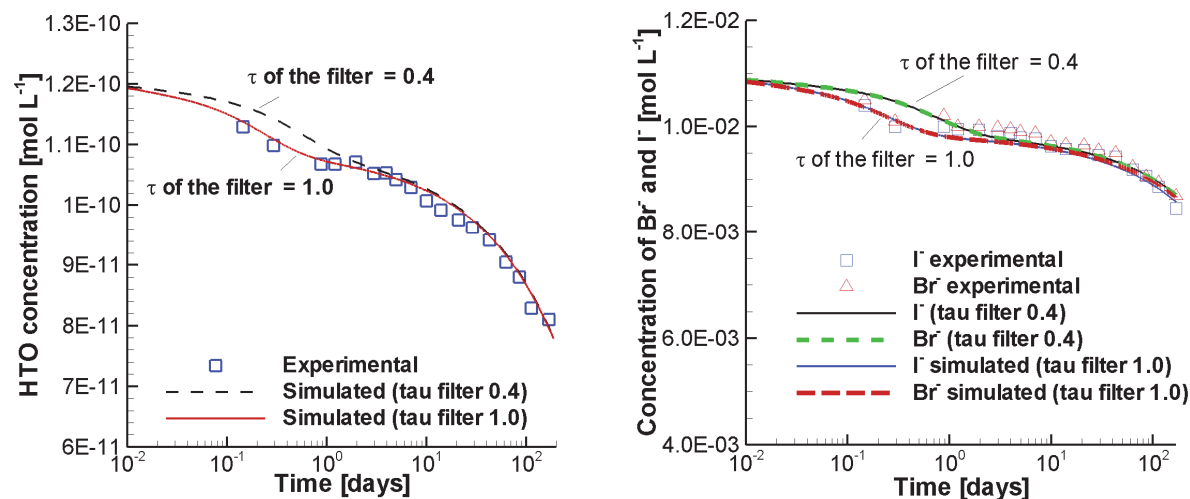 HTO concentration [mol L⁻¹]
1.3E-10
1.2E-10
1.1E-10
1E-10
9E-11
8E-11
7E-11
6E-11
τ of the filter = 0.4
τ of the filter
= 1.0
Experimental
Simulated (tau filter 0.4)
Simulated (tau filter 1.0)
10⁻² 10⁻¹ 10⁰ 10¹ 10²
Time [days]
Concentration of Br⁻ and I⁻ [mol L⁻¹]
1.2E-02
1.0E-02
8.0E-03
6.0E-03
4.0E-03
τ of the filter = 0.4
τ of the filter
= 1.0
I⁻ experimental
Br⁻ experimental
I⁻ (tau filter 0.4)
Br⁻ (tau filter 0.4)
I⁻ simulated (tau filter 1.0)
Br⁻ simulated (tau filter 1.0)
10⁻² 10⁻¹ 10⁰ 10¹ 10²
Time [days]